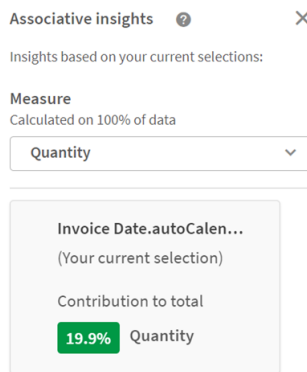 Associative insights ?
Insights based on your current selections:
Measure
Calculated on 100% of data
Quantity
Invoice Date.autoCalen...
(Your current selection)
Contribution to total
19.9% Quantity